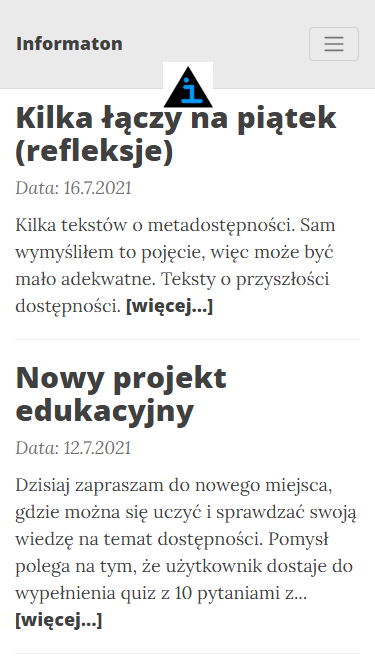 Informaton
i
Kilka łączy na piątek
(refleksje)
Data: 16.7.2021
Kilka tekstów o metadostępności. Sam
wymyśliłem to pojęcie, więc może być
mało adekwatne. Teksty o przyszłości
dostępności. [więcej...]
Nowy projekt
edukacyjny
Data: 12.7.2021
Dzisiaj zapraszam do nowego miejsca,
gdzie można się uczyć i sprawdzać swoją
wiedzę na temat dostępności. Pomysł
polega na tym, że użytkownik dostaje do
wypełnienia quiz z 10 pytaniami z...
[więcej...]